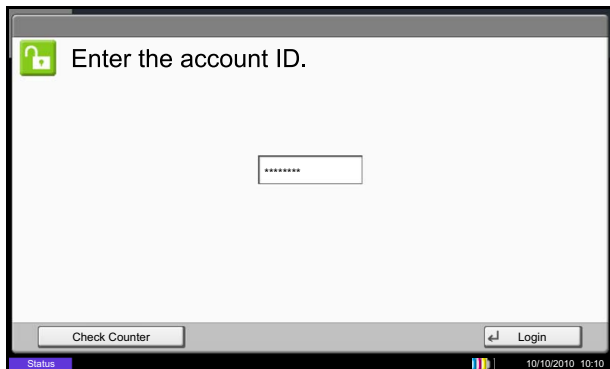 Enter the account ID.
********
Check Counter
Login
Status
10/10/2010 10:10